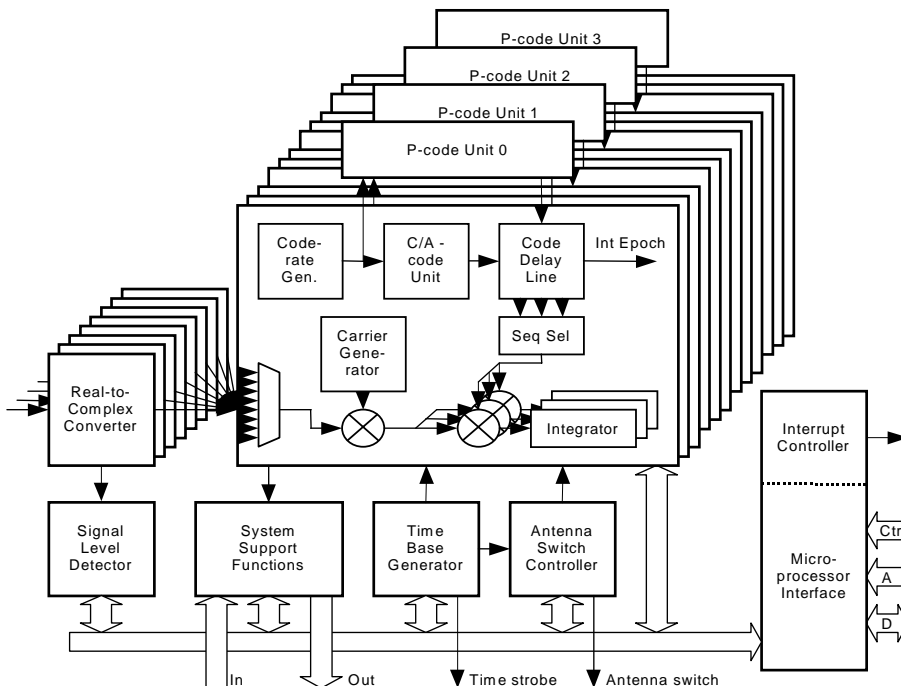 P-code Unit 3
P-code Unit 2
P-code Unit 1
P-code Unit 0
Code-
rate
Gen.
C/A -
code
Unit
Code
Delay
Line
Int Epoch
Carrier
Gene-
rator
Seq Sel
Real-to-
Complex
Converter
Integrator
Interrupt
Controller
Signal
Level
Detector
System
Support
Functions
Time
Base
Generator
Antenna
Switch
Controller
Micro-
processor
Interface
Ctr
A
D
In
Out
Time strobe
Antenna switch